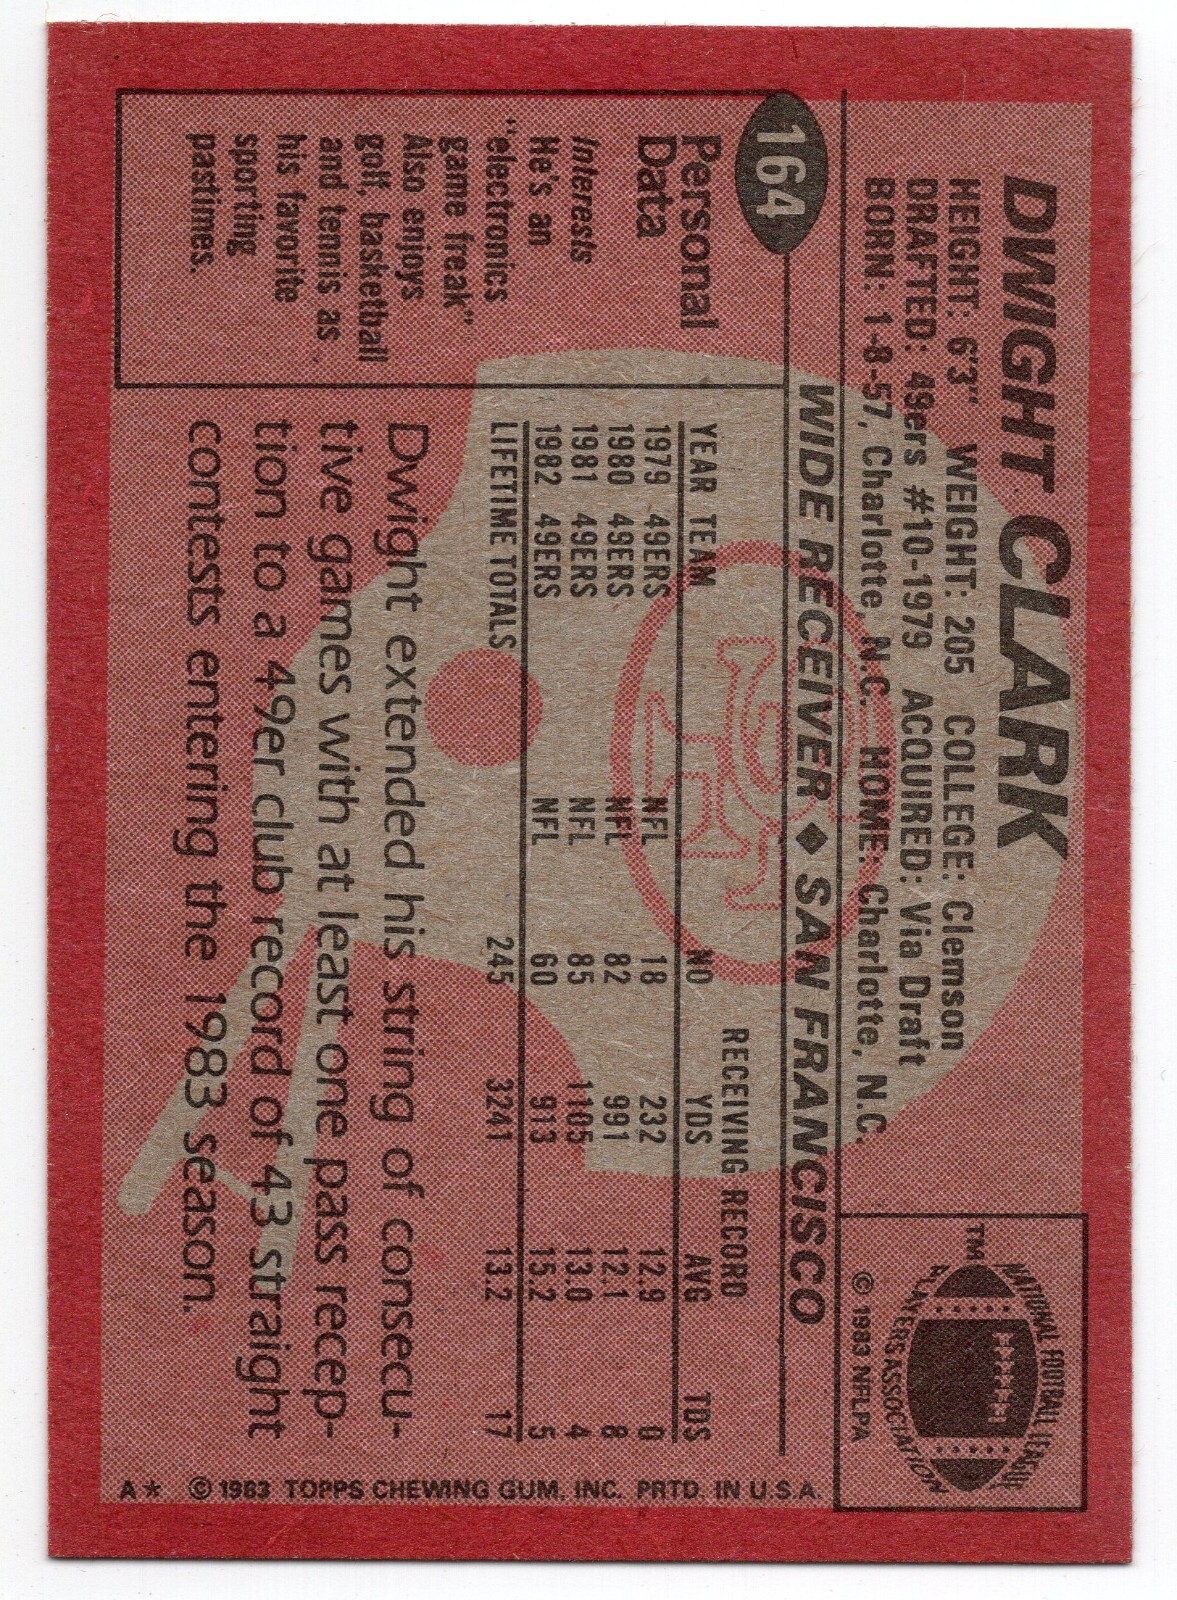 DWIGHT CLARK
HEIGHT: 6'3" WEIGHT: 205 COLLEGE: Clemson
DRAFTED: 49ers #10-1979 ACQUIRED: Via Draft
BORN: 1-8-57, Charlotte, N.C. HOME: Charlotte, N.C.
TM
NATIONAL FOOTBALL LEAGUE
PLAYERS ASSOCIATION
© 1983 NFLPA
164
WIDE RECEIVER ◆ SAN FRANCISCO
Personal
Data
Interests
He's an
"electronics
game freak"
Also enjoys
golf, basketball
and tennis as
his favorite
sporting
pastimes.
RECEIVING RECORD
YEAR TEAM NO YDS AVG TDS
1979 49ERS NFL 18 232 12.9 0
1980 49ERS NFL 82 991 12.1 8
1981 49ERS NFL 85 1105 13.0 4
1982 49ERS NFL 60 913 15.2 5
LIFETIME TOTALS 245 3241 13.2 17
Dwight extended his string of consecu-
tive games with at least one pass recep-
tion to a 49er club record of 43 straight
contests entering the 1983 season.
A★ © 1983 TOPPS CHEWING GUM, INC. PRTD. IN U.S.A.
SF